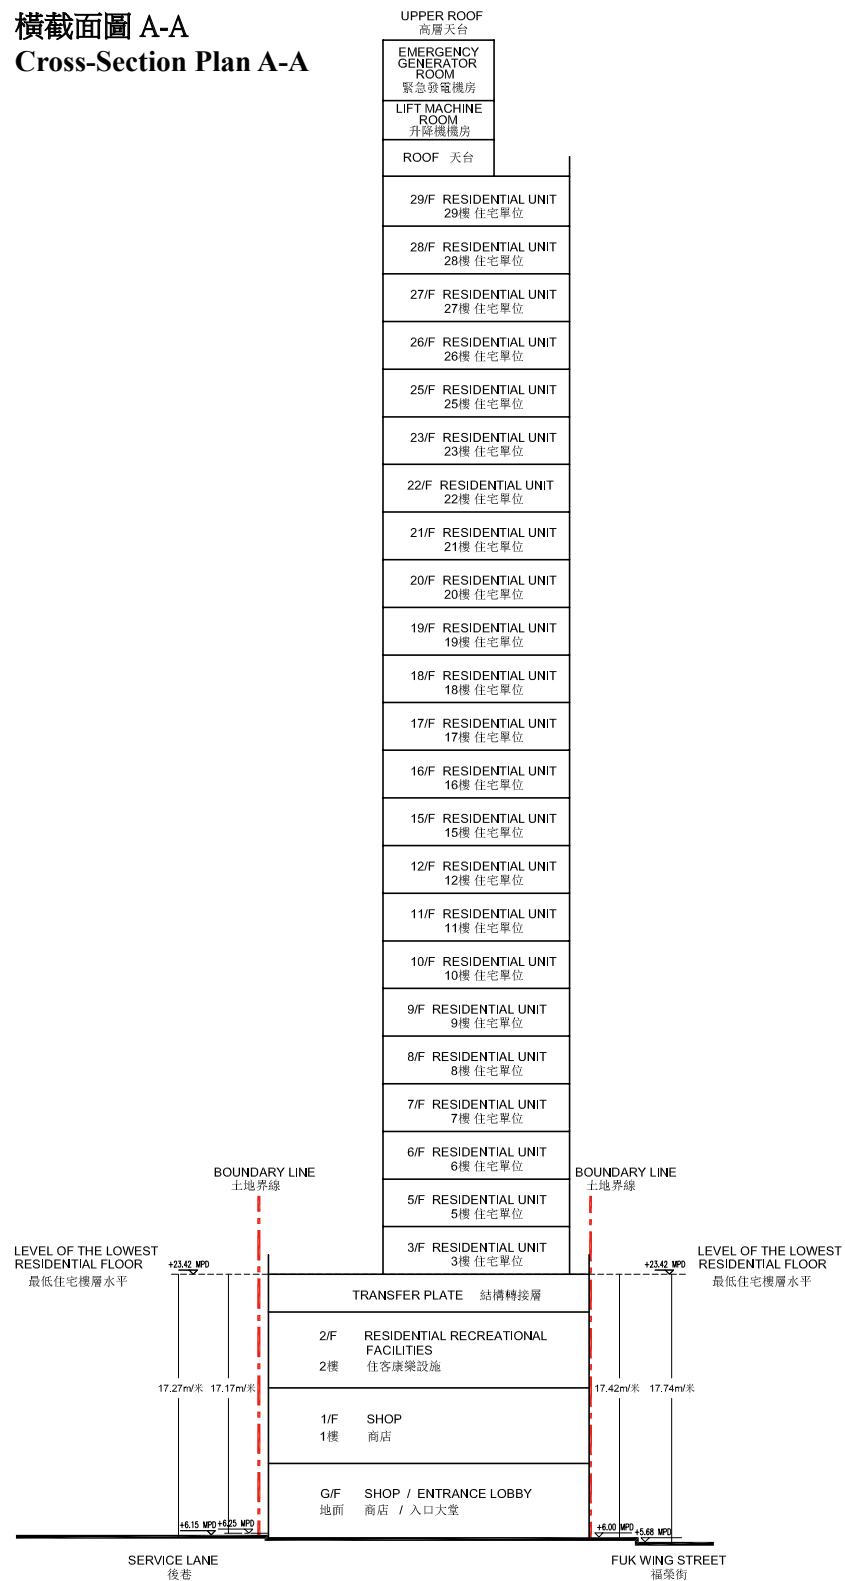 橫截面圖 A-A
Cross-Section Plan A-A
UPPER ROOF
高層天台
EMERGENCY
GENERATOR
ROOM
緊急發電機房
LIFT MACHINE
ROOM
升降機機房
ROOF 天台
29/F RESIDENTIAL UNIT
29樓 住宅單位
28/F RESIDENTIAL UNIT
28樓 住宅單位
27/F RESIDENTIAL UNIT
27樓 住宅單位
26/F RESIDENTIAL UNIT
26樓 住宅單位
25/F RESIDENTIAL UNIT
25樓 住宅單位
23/F RESIDENTIAL UNIT
23樓 住宅單位
22/F RESIDENTIAL UNIT
22樓 住宅單位
21/F RESIDENTIAL UNIT
21樓 住宅單位
20/F RESIDENTIAL UNIT
20樓 住宅單位
19/F RESIDENTIAL UNIT
19樓 住宅單位
18/F RESIDENTIAL UNIT
18樓 住宅單位
17/F RESIDENTIAL UNIT
17樓 住宅單位
16/F RESIDENTIAL UNIT
16樓 住宅單位
15/F RESIDENTIAL UNIT
15樓 住宅單位
12/F RESIDENTIAL UNIT
12樓 住宅單位
11/F RESIDENTIAL UNIT
11樓 住宅單位
10/F RESIDENTIAL UNIT
10樓 住宅單位
9/F RESIDENTIAL UNIT
9樓 住宅單位
8/F RESIDENTIAL UNIT
8樓 住宅單位
7/F RESIDENTIAL UNIT
7樓 住宅單位
6/F RESIDENTIAL UNIT
6樓 住宅單位
BOUNDARY LINE
土地界線
BOUNDARY LINE
土地界線
5/F RESIDENTIAL UNIT
5樓 住宅單位
3/F RESIDENTIAL UNIT
3樓 住宅單位
LEVEL OF THE LOWEST
RESIDENTIAL FLOOR
最低住宅樓層水平
+23.42 MPD
+23.42 MPD
LEVEL OF THE LOWEST
RESIDENTIAL FLOOR
最低住宅樓層水平
TRANSFER PLATE 結構轉接層
2/F RESIDENTIAL RECREATIONAL
FACILITIES
2樓 住客康樂設施
17.27m/米 17.17m/米
17.42m/米 17.74m/米
1/F SHOP
1樓 商店
G/F SHOP / ENTRANCE LOBBY
地面 商店 / 入口大堂
+6.15 MPD +6.25 MPD
+6.00 MPD
+5.68 MPD
SERVICE LANE
後巷
FUK WING STREET
福榮街